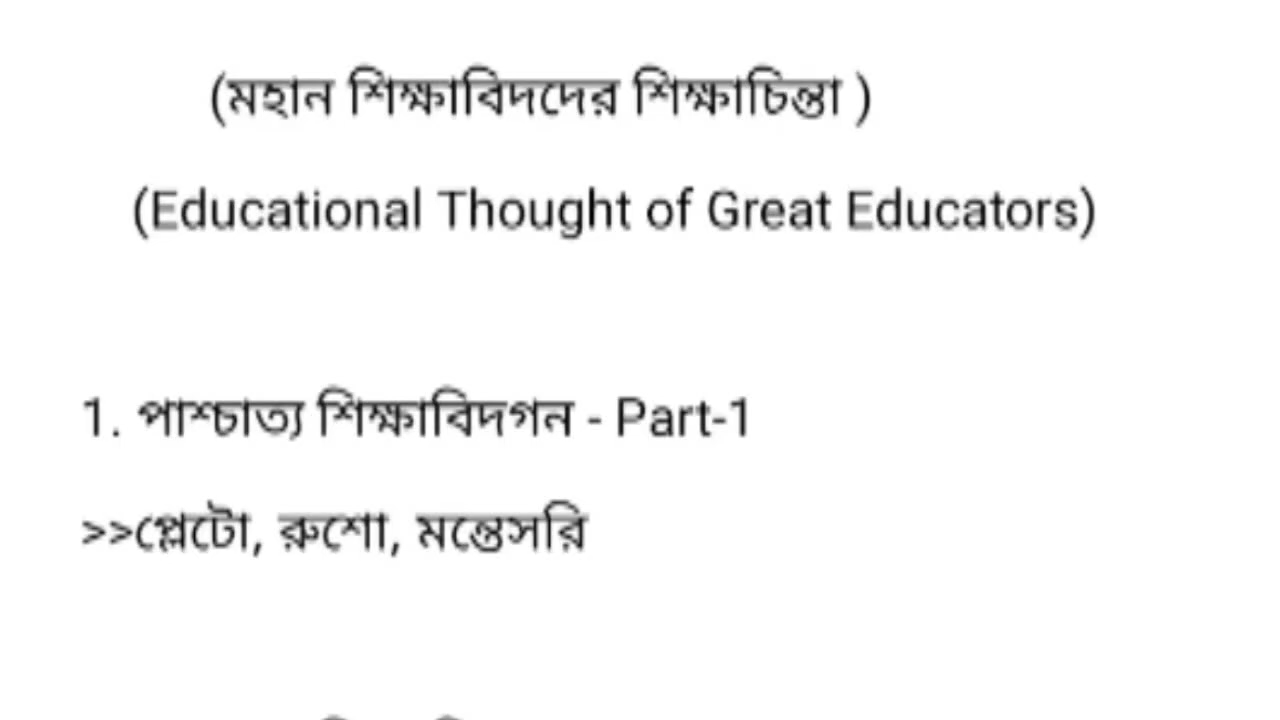 (মহান শিক্ষাবিদদের শিক্ষাচিন্তা )
(Educational Thought of Great Educators)
1. পাশ্চাত্য শিক্ষাবিদগন - Part-1
>>প্লেটো, রুশো, মন্তেসরি